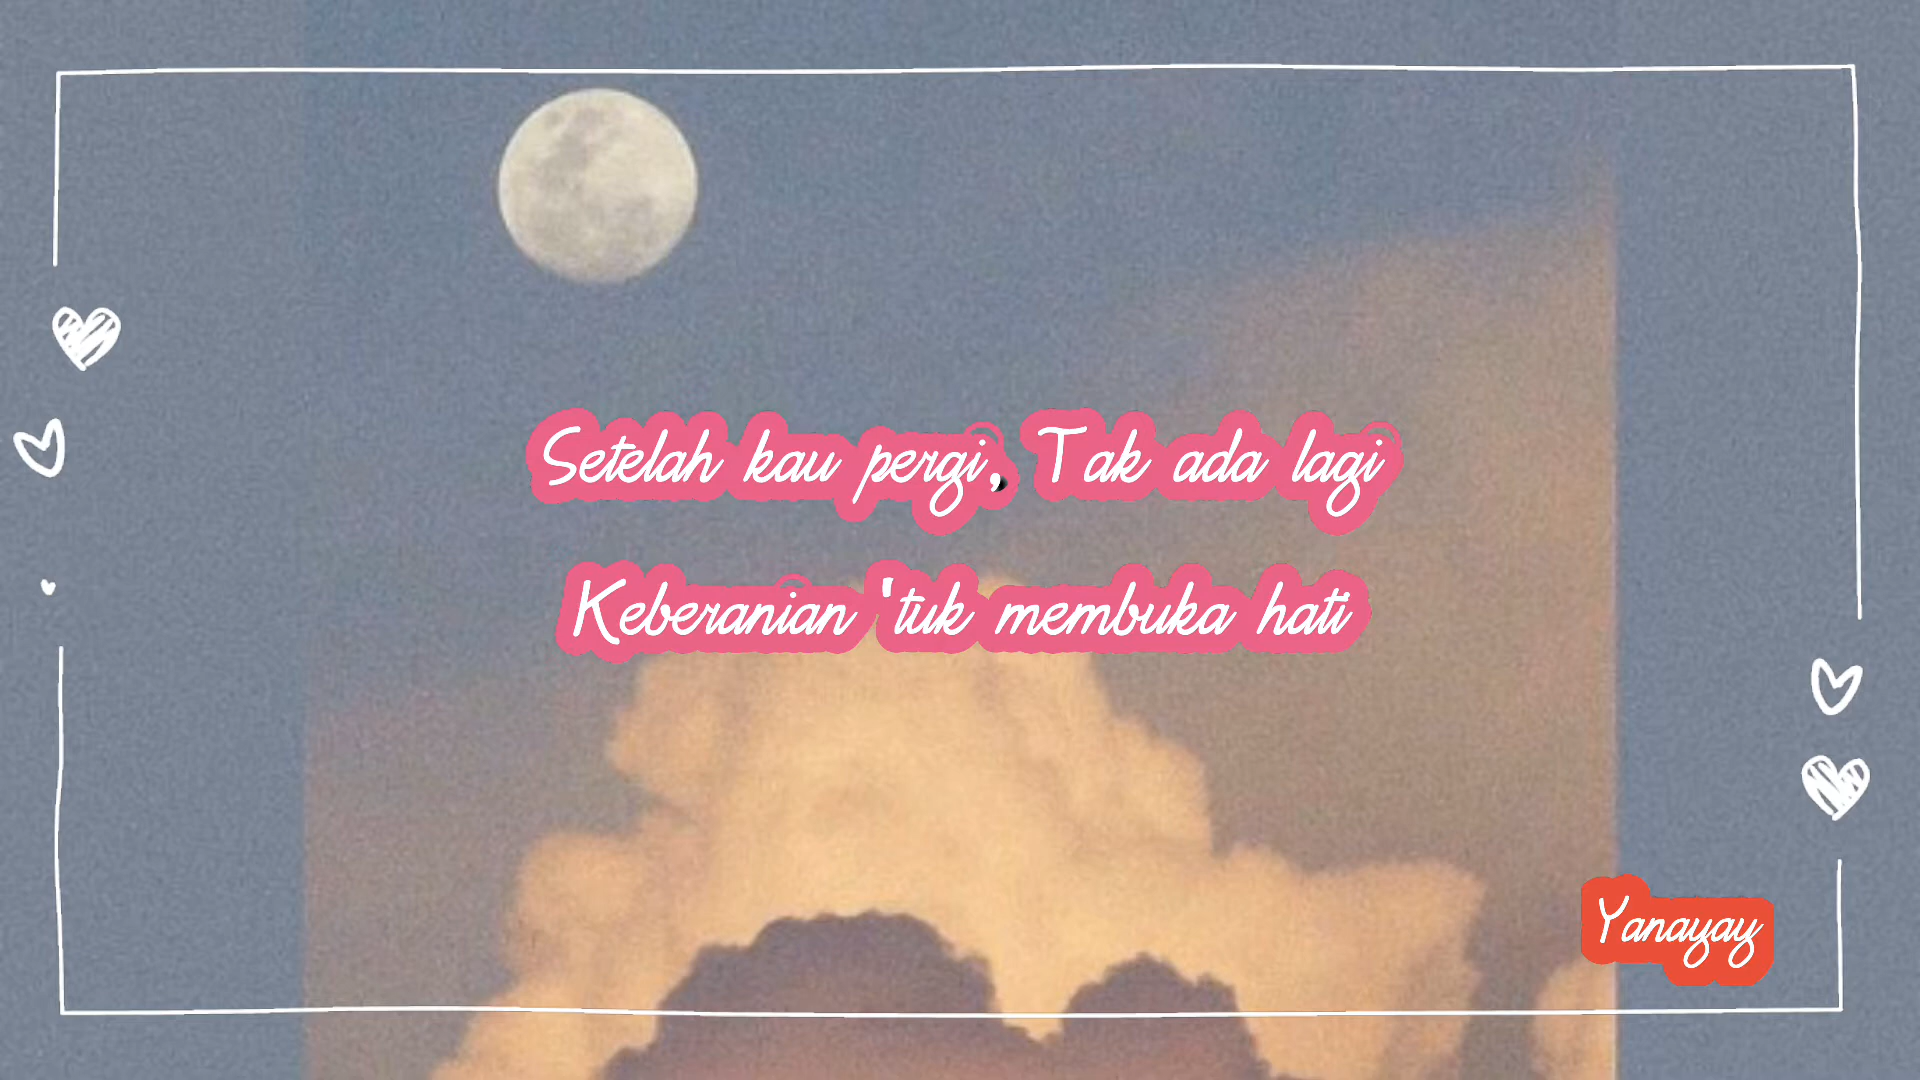 Setelah kau pergi, Tak ada lagi
Keberanian 'tuk membuka hati
Yanayay